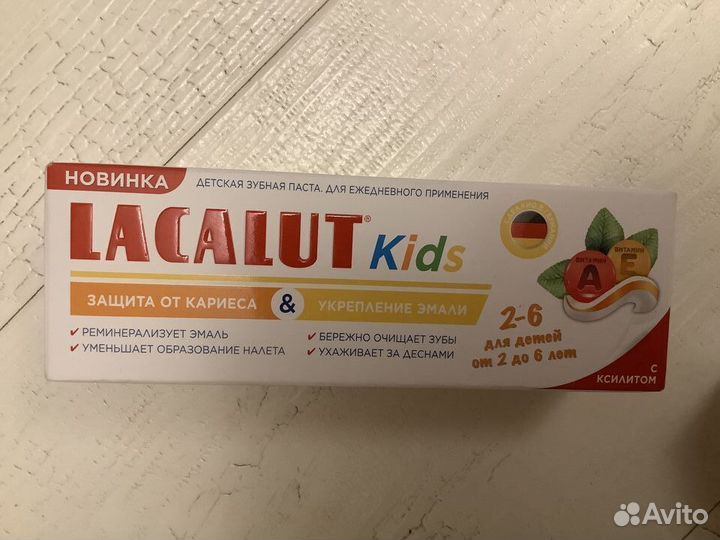 НОВИНКА
ДЕТСКАЯ ЗУБНАЯ ПАСТА. ДЛЯ ЕЖЕДНЕВНОГО ПРИМЕНЕНИЯ
LACALUT® Kids
ЗАЩИТА ОТ КАРИЕСА & УКРЕПЛЕНИЕ ЭМАЛИ
✓ РЕМИНЕРАЛИЗУЕТ ЭМАЛЬ
✓ УМЕНЬШАЕТ ОБРАЗОВАНИЕ НАЛЕТА
✓ БЕРЕЖНО ОЧИЩАЕТ ЗУБЫ
✓ УХАЖИВАЕТ ЗА ДЕСНАМИ
ВИТАМИН
A
ВИТАМИН
E
2-6
для детей
от 2 до 6 лет
С
КСИЛИТОМ
Avito